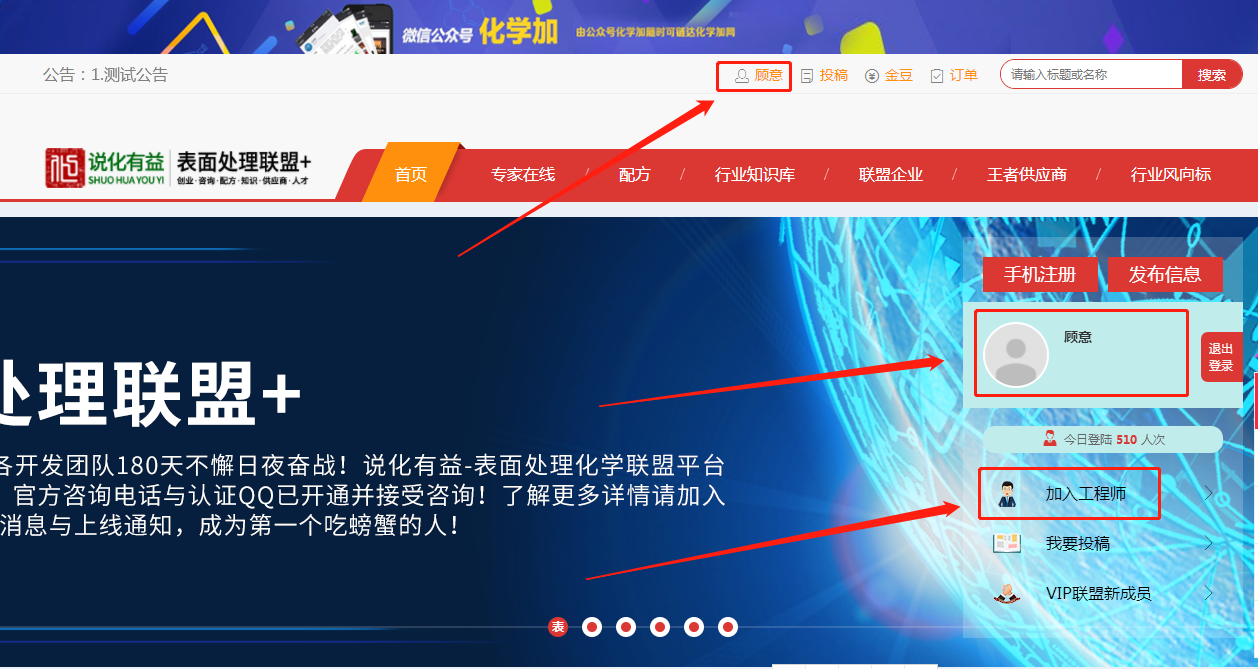 微信公众号 化学加 由公众号化学加随时可链达化学加网
公告：1.测试公告
顾意 投稿 金豆 订单 请输入标题或名称 搜索
说化有益 表面处理联盟+
SHUO HUA YOU YI 创业·咨询·配方·知识·供应商·人才
首页 专家在线 / 配方 / 行业知识库 / 联盟企业 / 王者供应商 / 行业风向标
手机注册 发布信息
顾意
退出
登录
处理联盟+
今日登陆 510 人次
各开发团队180天不懈日夜奋战！说化有益-表面处理化学联盟平台
官方咨询电话与认证QQ已开通并接受咨询！了解更多详情请加入
消息与上线通知，成为第一个吃螃蟹的人！
加入工程师
我要投稿
VIP联盟新成员
表